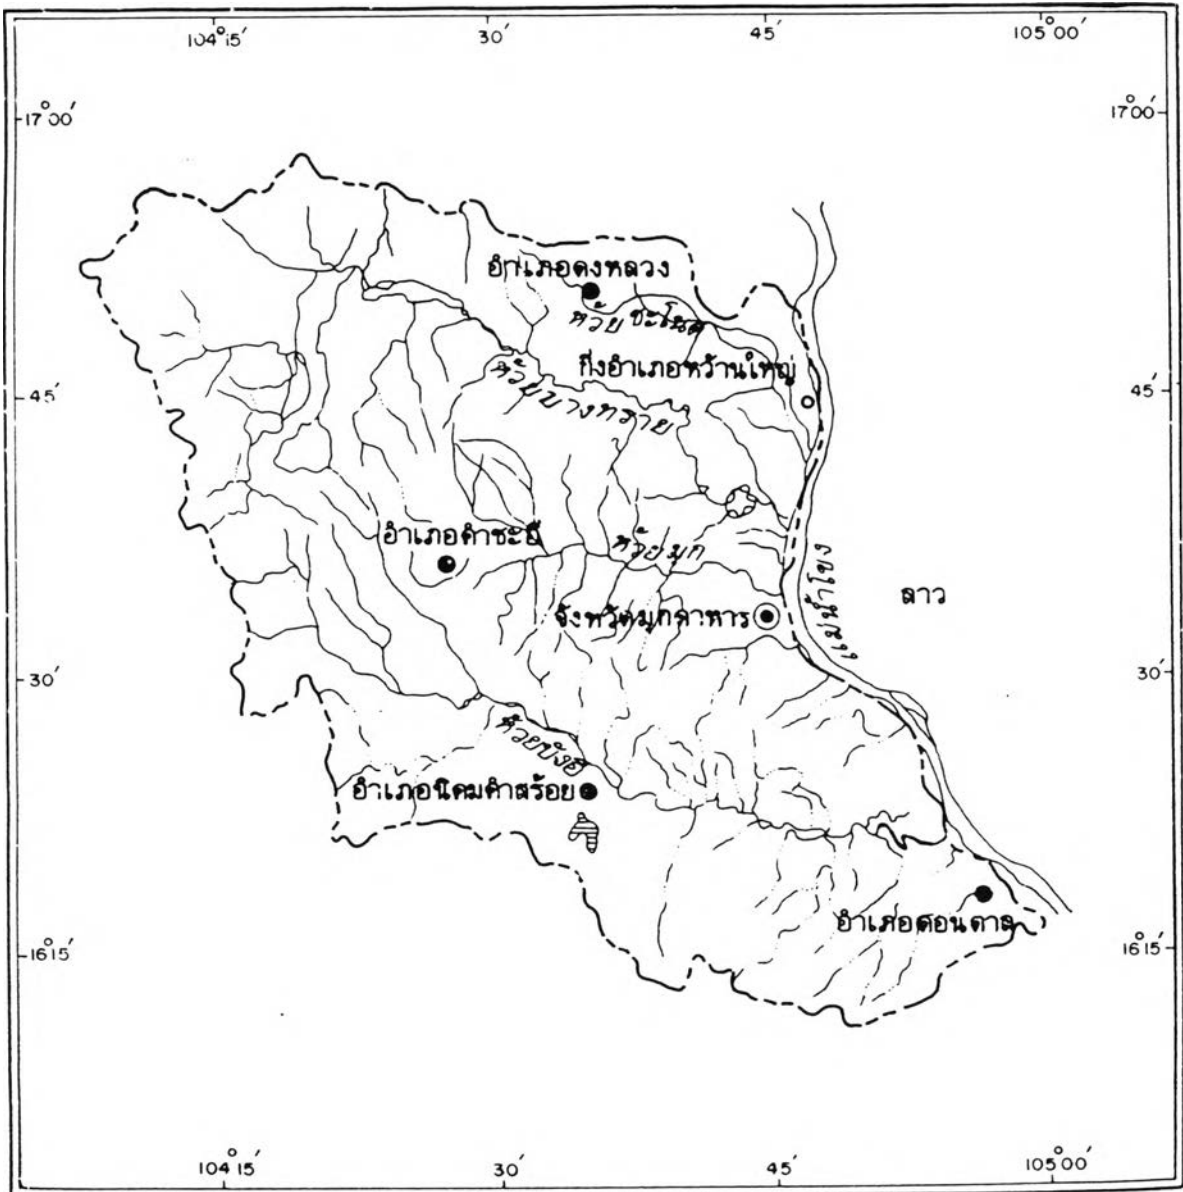 104°15′ 30′ 45′ 105°00′
17°00′ 17°00′
อำเภอดงหลวง
ห้วยชะโนด
กิ่งอำเภอหว้านใหญ่
45′ 45′
ห้วยบางทราย
อำเภอคำชะอี
ห้วยมุก
แม่น้ำโขง
ลาว
จังหวัดมุกดาหาร
30′ 30′
ห้วยบังอี่
อำเภอนิคมคำสร้อย
อำเภอดอนตาล
16°15′ 16°15′
104°15′ 30′ 45′ 105°00′